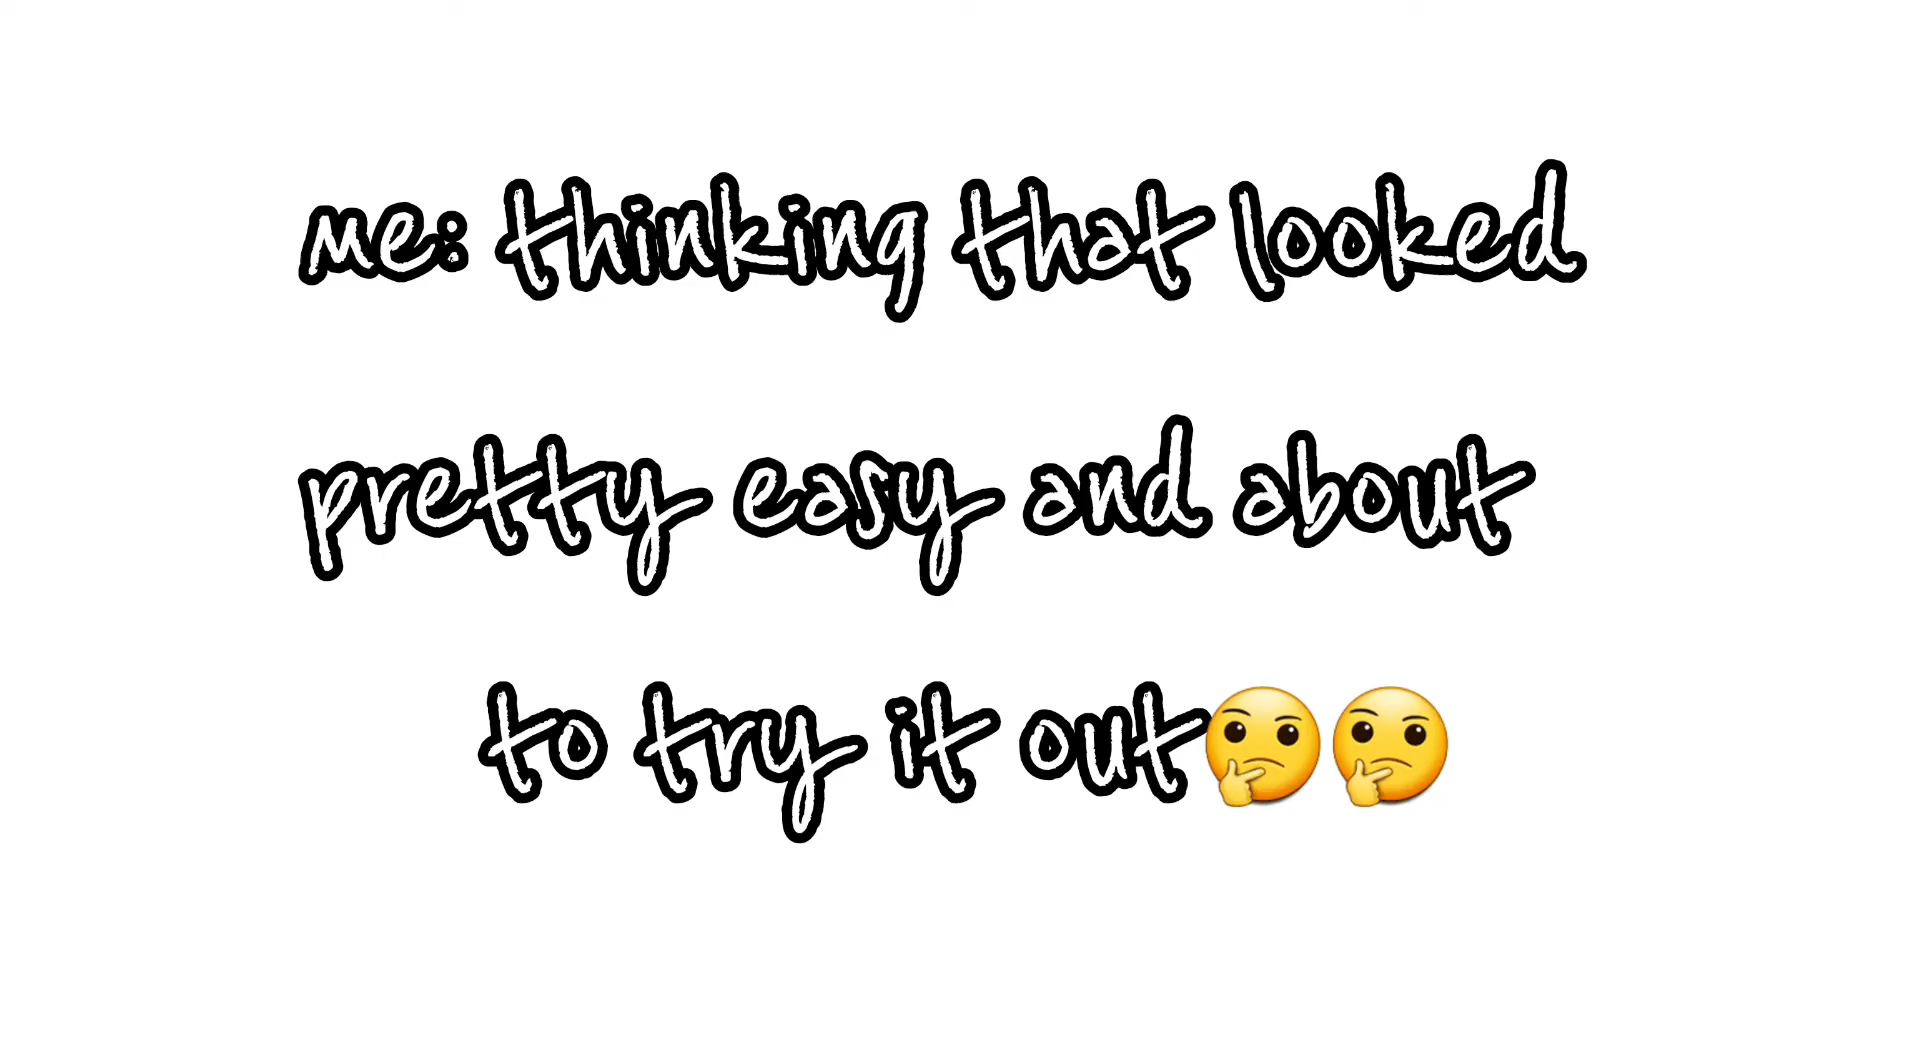 me: thinking that looked
pretty easy and about
to try it out🤔🤔